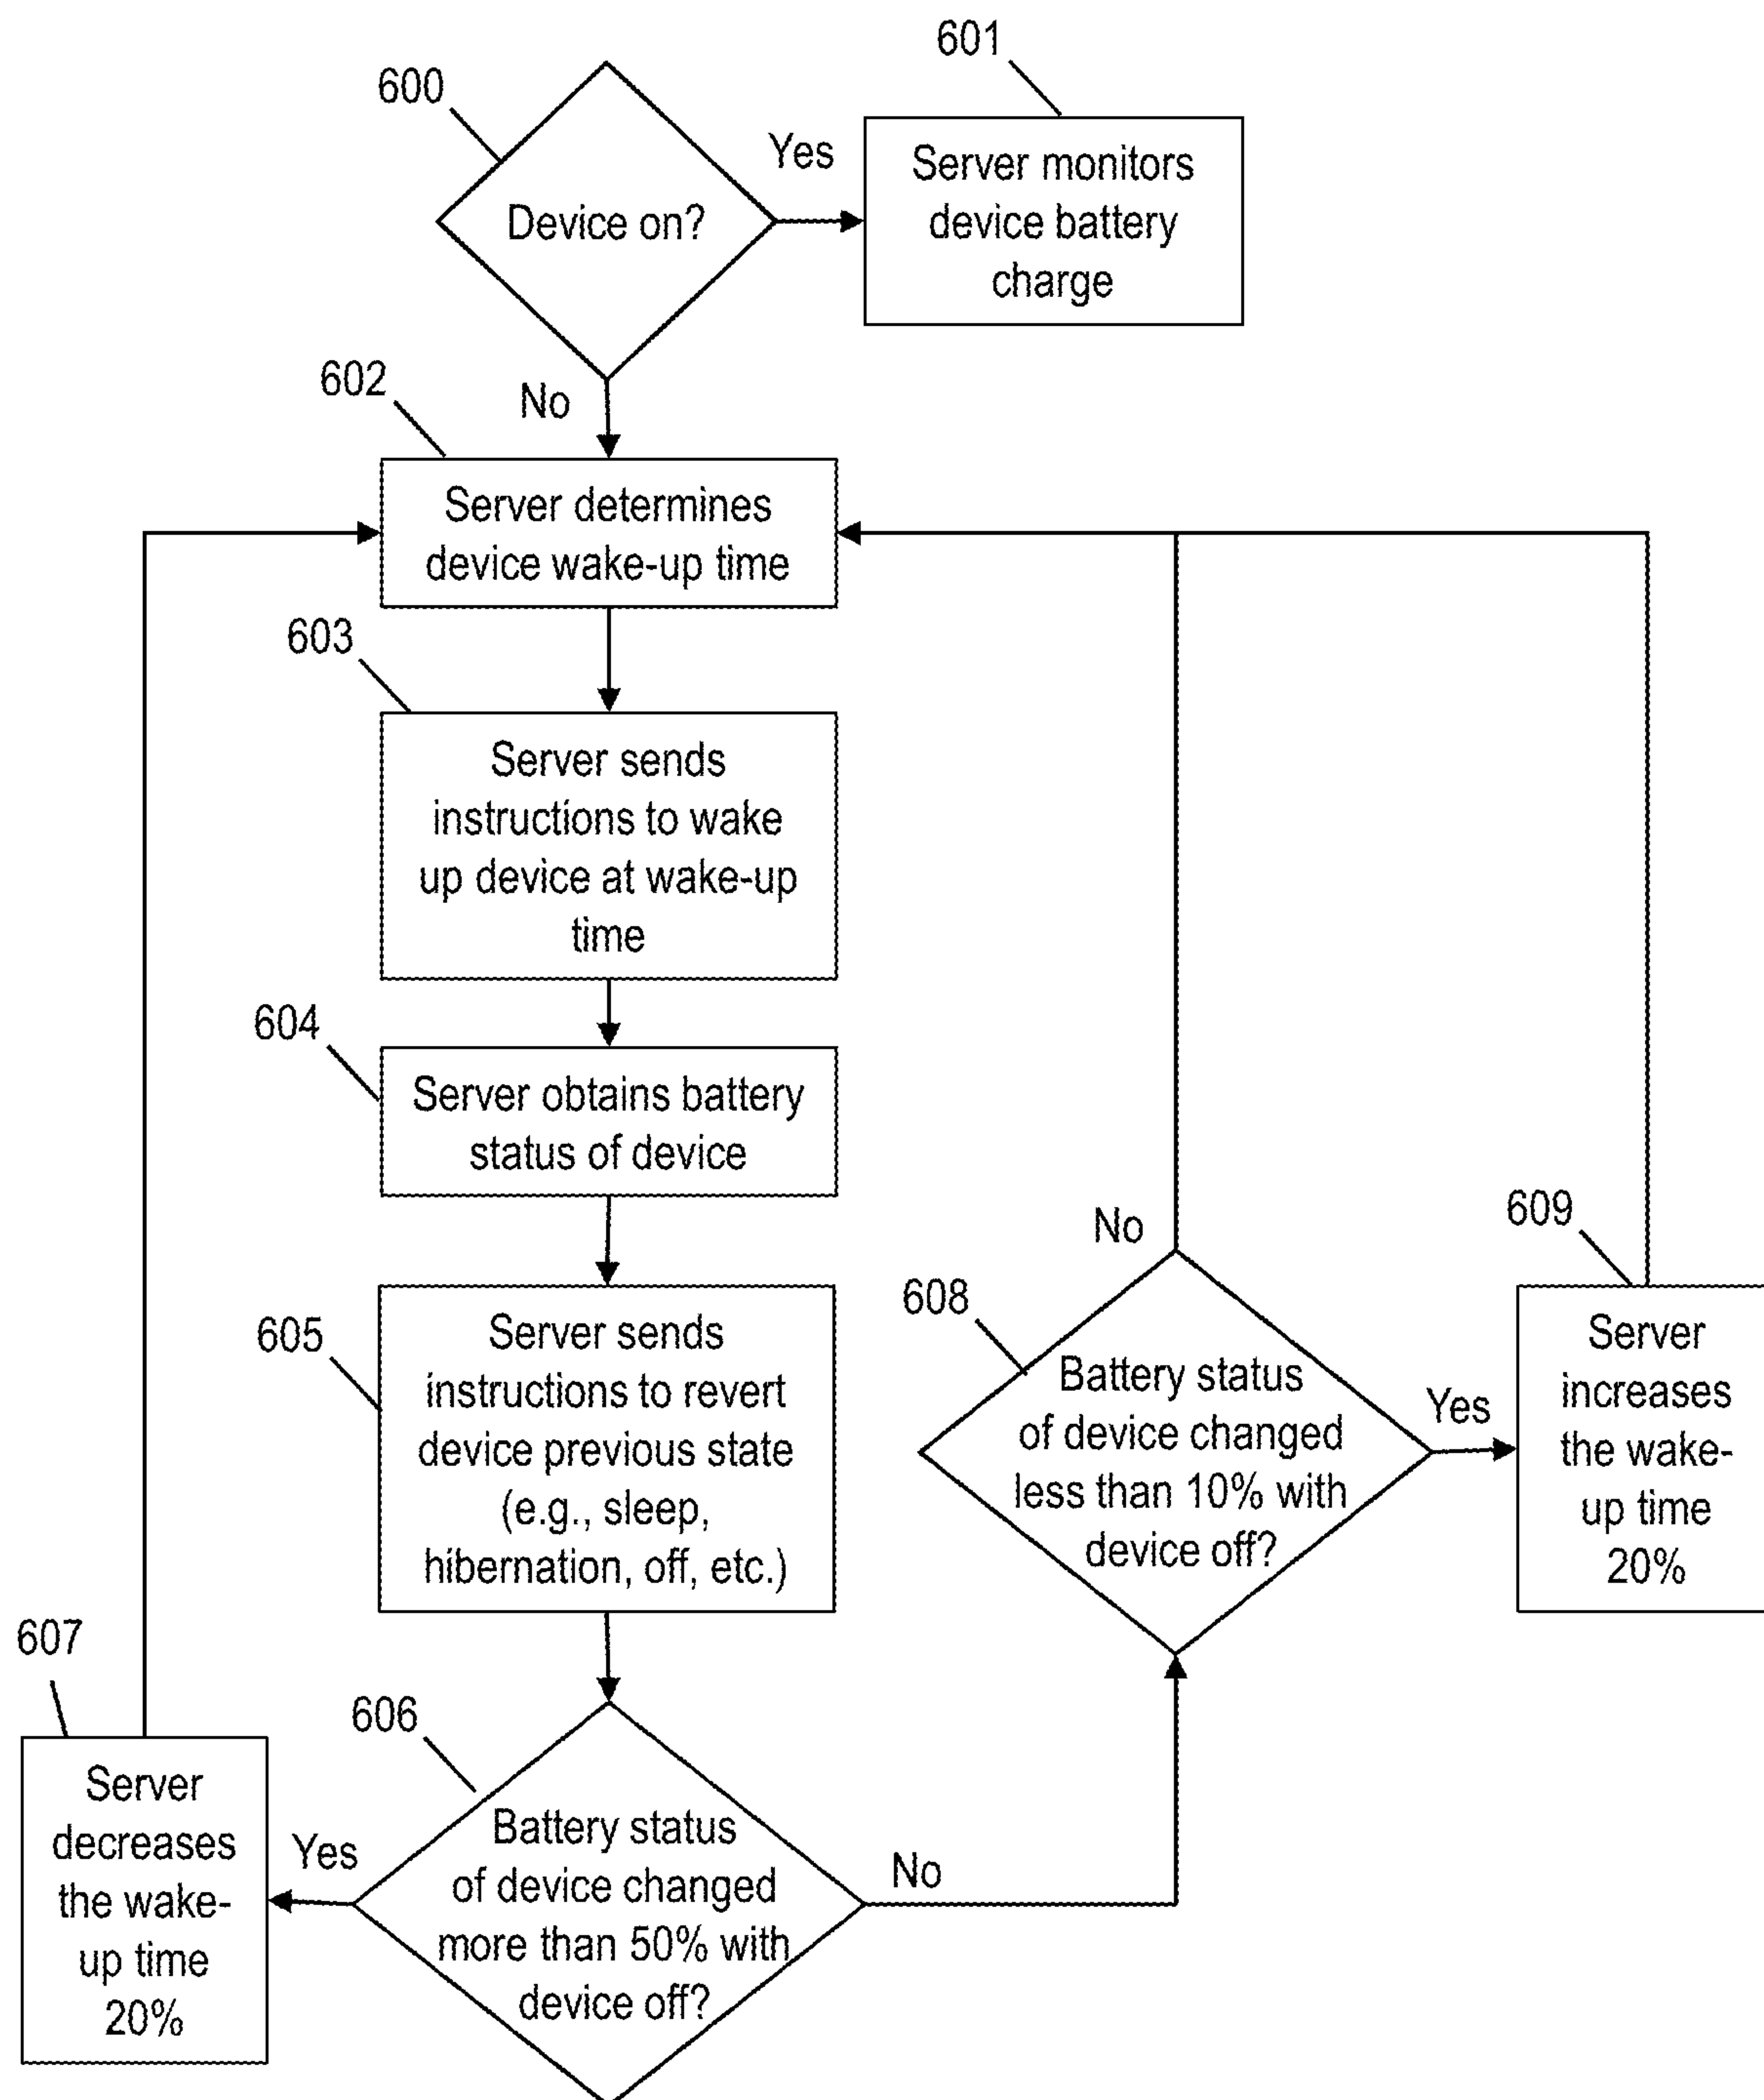 601
600
Yes
Server monitors
device battery
charge
Device on?
602
No
Server determines
device wake-up time
603
Server sends
instructions to wake
up device at wake-up
time
604
Server obtains battery
status of device
605
Server sends
instructions to revert
device previous state
(e.g., sleep,
hibernation, off, etc.)
No
608
Battery status
of device changed
less than 10% with
device off?
Yes
609
Server
increases
the wake-
up time
20%
607
Server
decreases
the wake-
up time
20%
Yes
606
Battery status
of device changed
more than 50% with
device off?
No